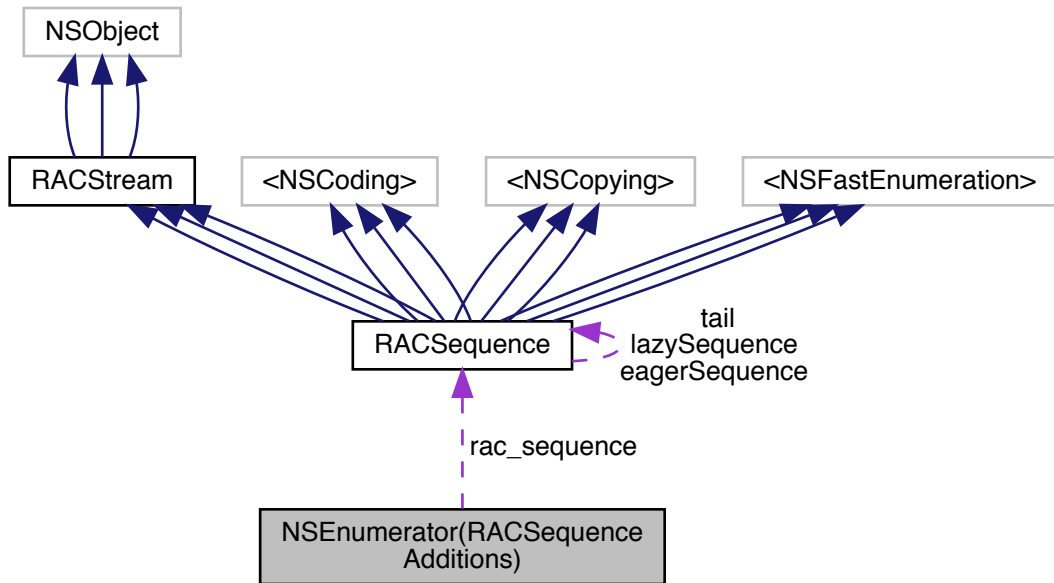 NSObject
RACStream
<NSCoding>
<NSCopying>
<NSFastEnumeration>
RACSequence
tail
lazySequence
eagerSequence
rac_sequence
NSEnumerator(RACSequence
Additions)